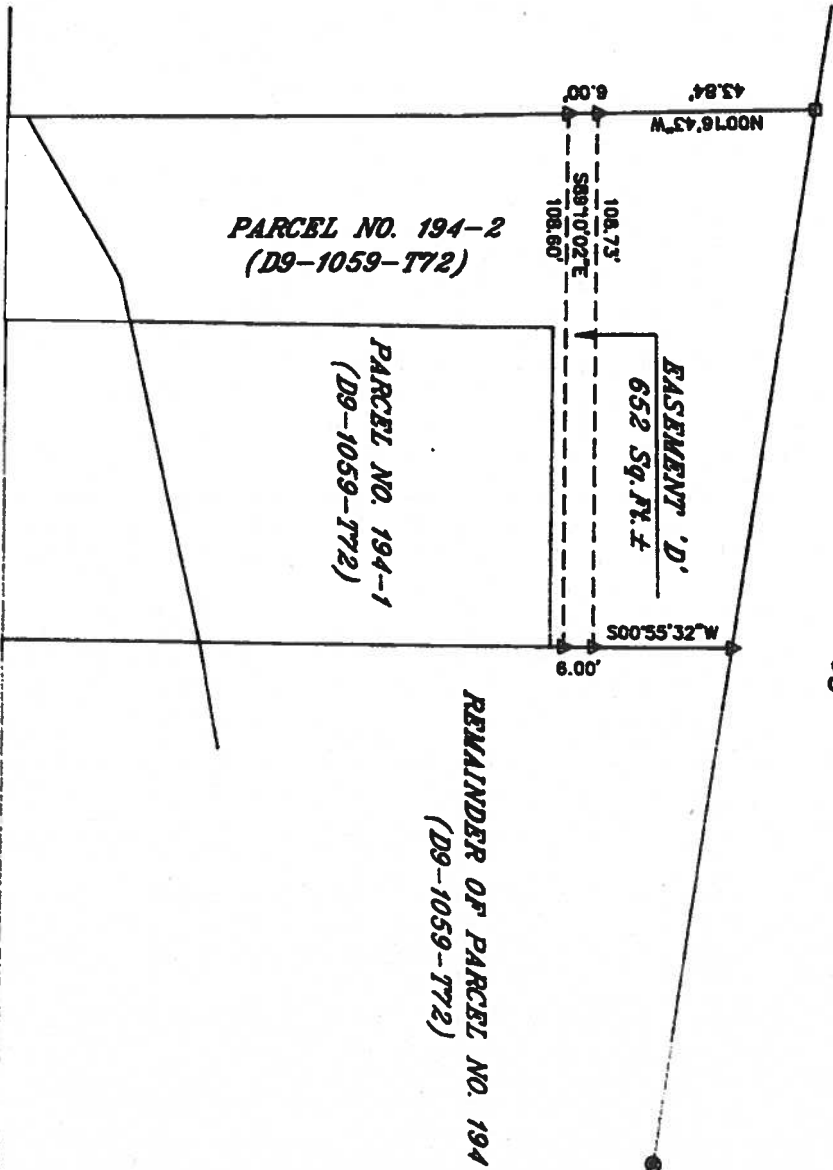 43.84'
N00°16'43"W
6.00'
108.73'
S89°10'02"E
108.60'
PARCEL NO. 194-2
(D9-1059-T72)
EASEMENT 'D'
652 Sq.Ft.±
PARCEL NO. 194-1
(D9-1059-T72)
S00°55'32"W
6.00'
REMAINDER OF PARCEL NO. 194
(D9-1059-T72)